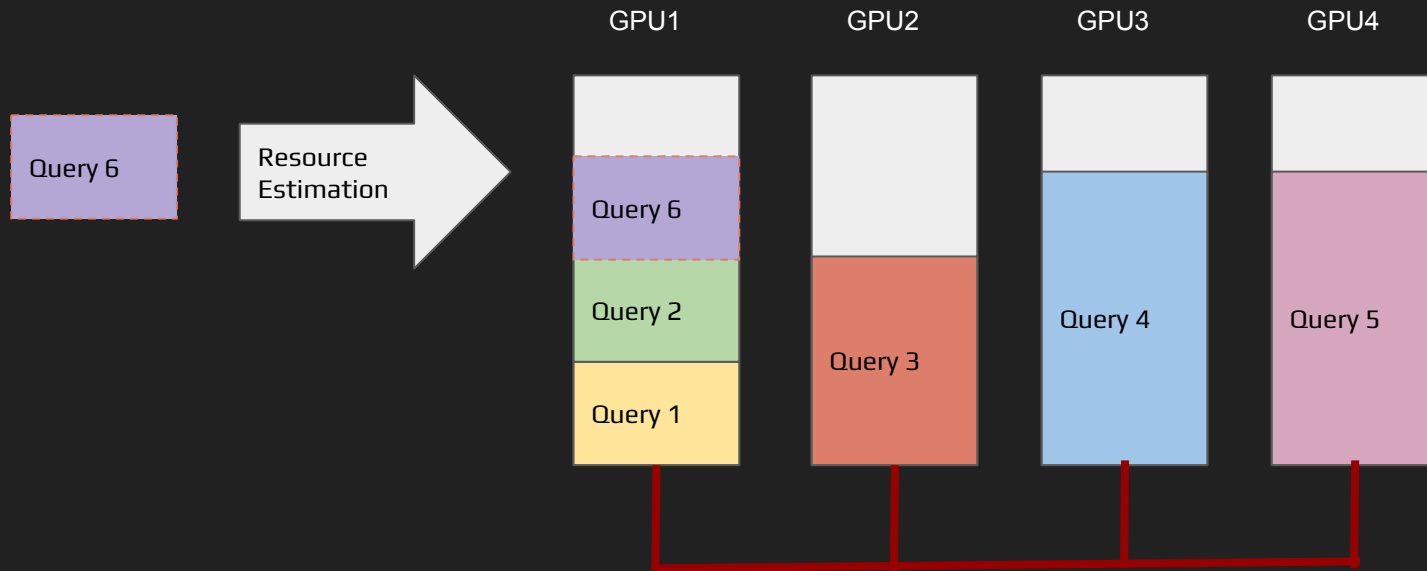 GPU1
GPU2
GPU3
GPU4
Query 6
Resource
Estimation
Query 6
Query 2
Query 1
Query 3
Query 4
Query 5